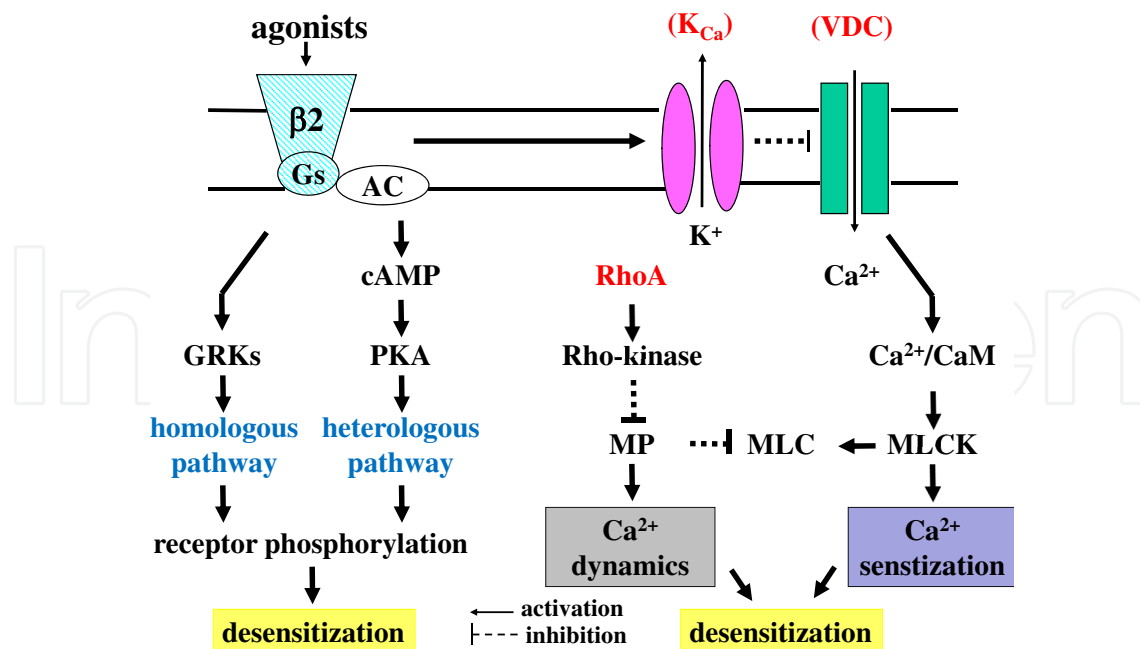 agonists
(K_Ca)
(VDC)
β2
Gs
AC
K⁺
cAMP
RhoA
Ca²⁺
GRKs
PKA
Rho-kinase
Ca²⁺/CaM
homologous
pathway
heterologous
pathway
MP
MLC
MLCK
receptor phosphorylation
Ca²⁺
dynamics
Ca²⁺
senstization
desensitization
activation
inhibition
desensitization